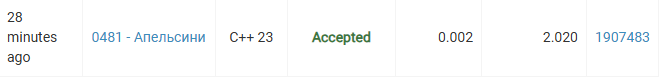 28 minutes ago
0481 - Апельсини
C++ 23
Accepted
0.002
2.020
1907483